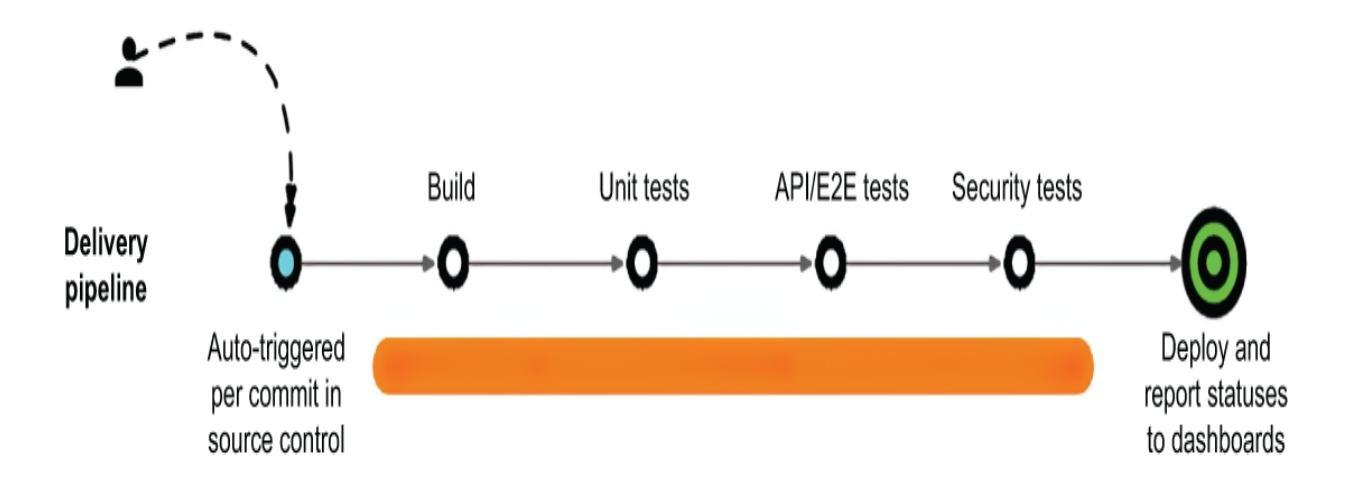 Build
Unit tests
API/E2E tests
Security tests
Delivery
pipeline
Auto-triggered
per commit in
source control
Deploy and
report statuses
to dashboards